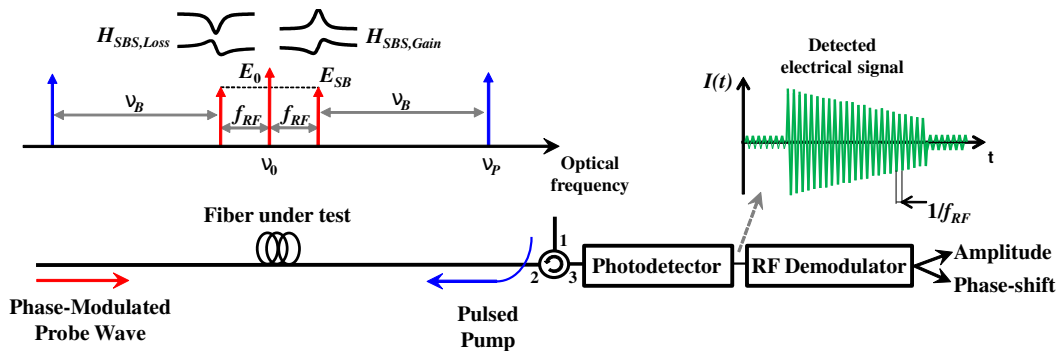 H_SBS,Loss
H_SBS,Gain
E_0
E_SB
ν_B
f_RF
f_RF
ν_B
ν_0
ν_P
Optical
frequency
Detected
electrical signal
I(t)
t
1/f_RF
Fiber under test
1
2
3
Photodetector
RF Demodulator
Amplitude
Phase-shift
Phase-Modulated
Probe Wave
Pulsed
Pump